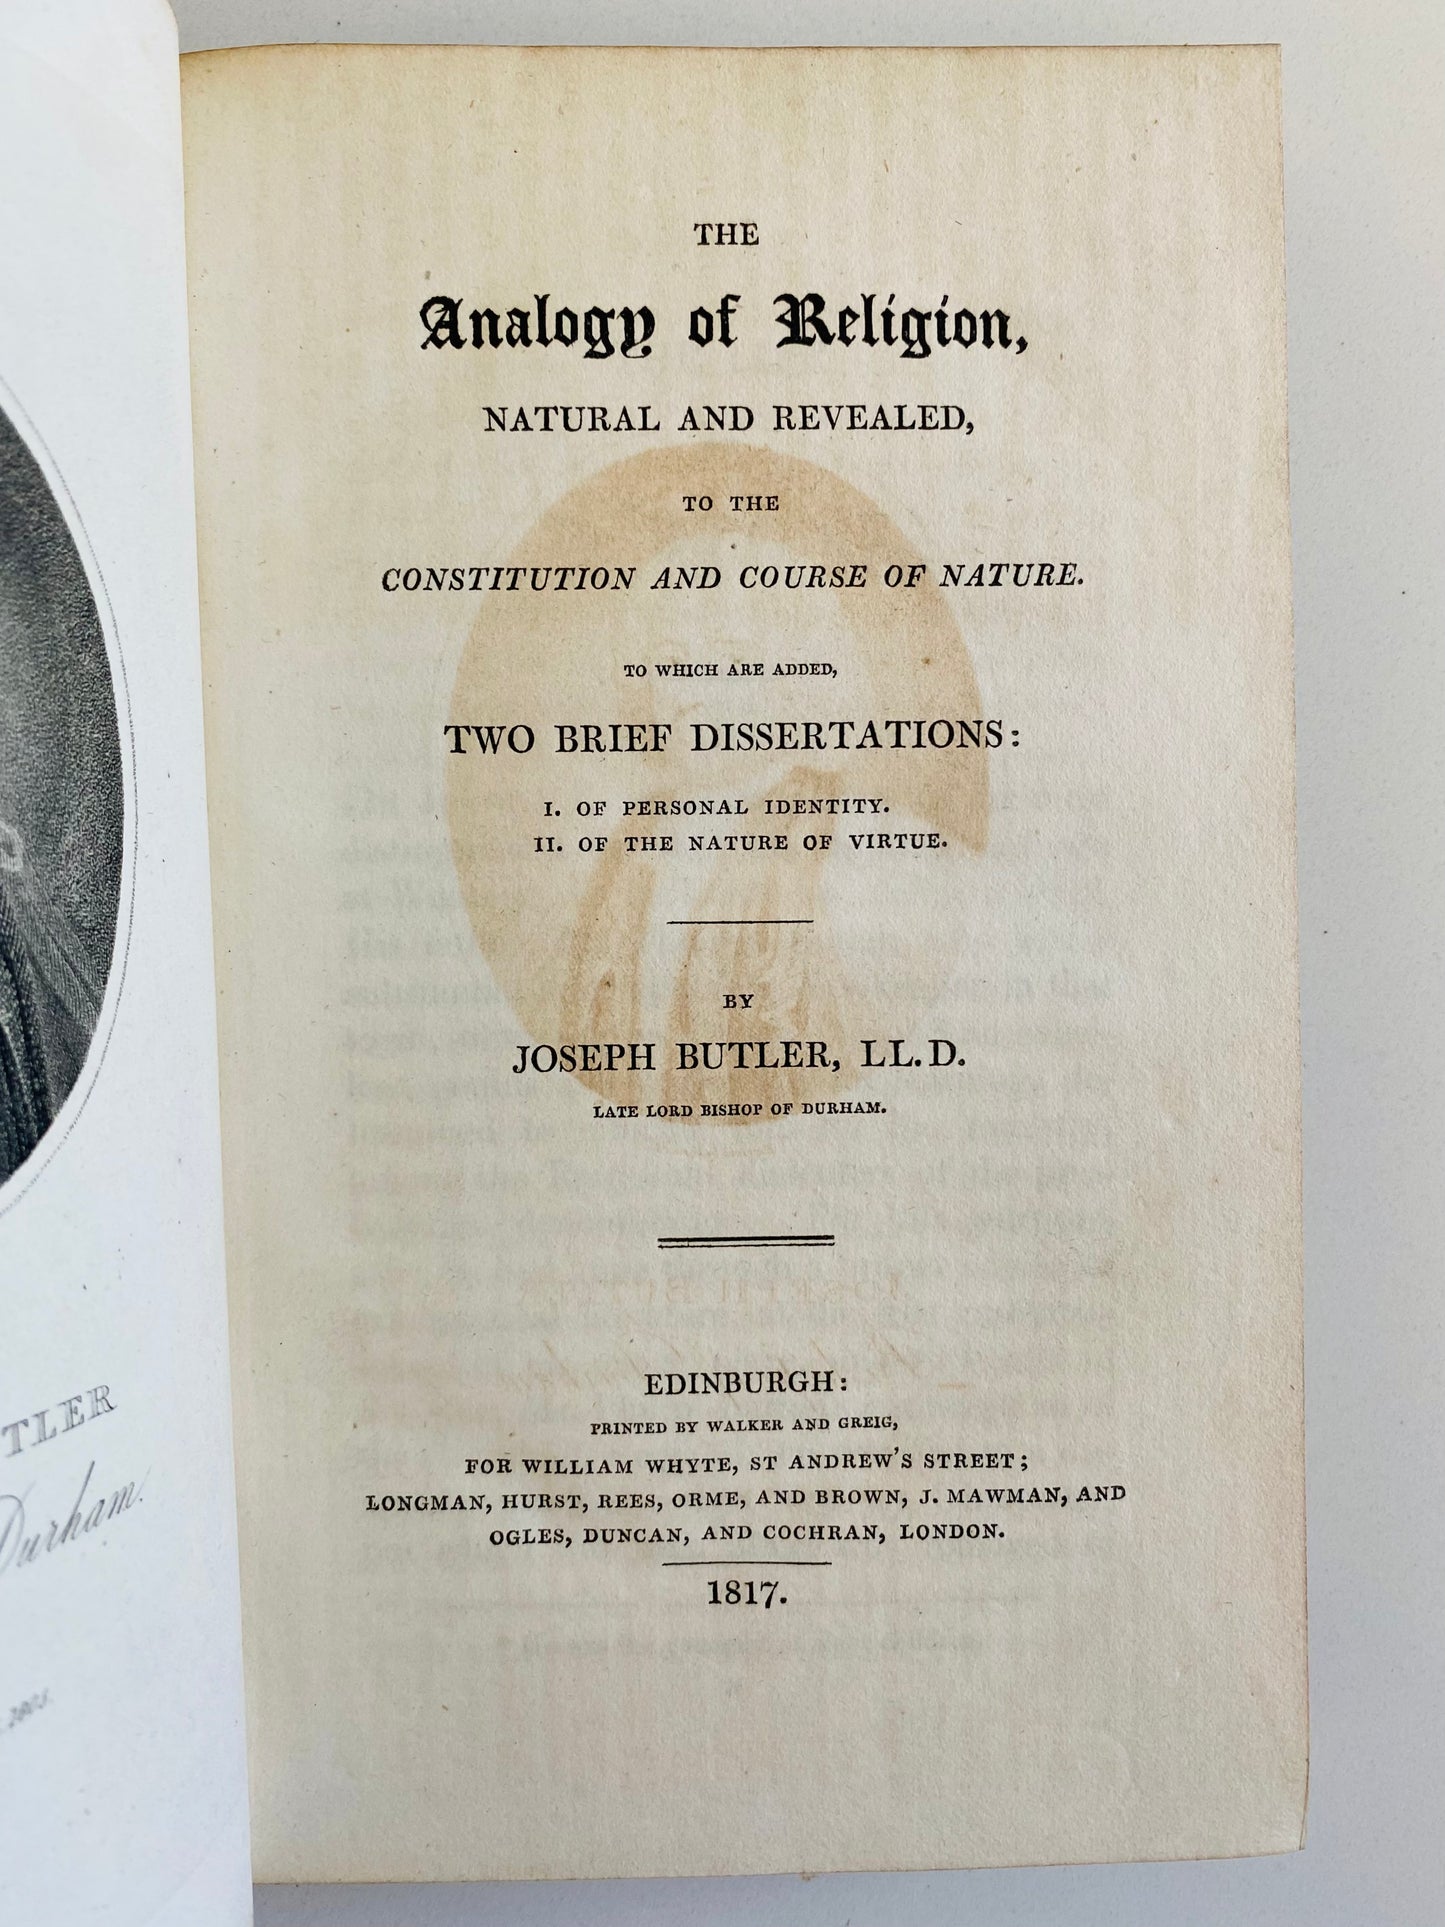 THE
Analogy of Religion,
NATURAL AND REVEALED,
TO THE
CONSTITUTION AND COURSE OF NATURE.
TO WHICH ARE ADDED,
TWO BRIEF DISSERTATIONS:
I. OF PERSONAL IDENTITY.
II. OF THE NATURE OF VIRTUE.
BY
JOSEPH BUTLER, LL.D.
LATE LORD BISHOP OF DURHAM.
EDINBURGH:
PRINTED BY WALKER AND GREIG,
FOR WILLIAM WHYTE, ST ANDREW'S STREET;
LONGMAN, HURST, REES, ORME, AND BROWN, J. MAWMAN, AND
OGLES, DUNCAN, AND COCHRAN, LONDON.
1817.
TLER
Durham.